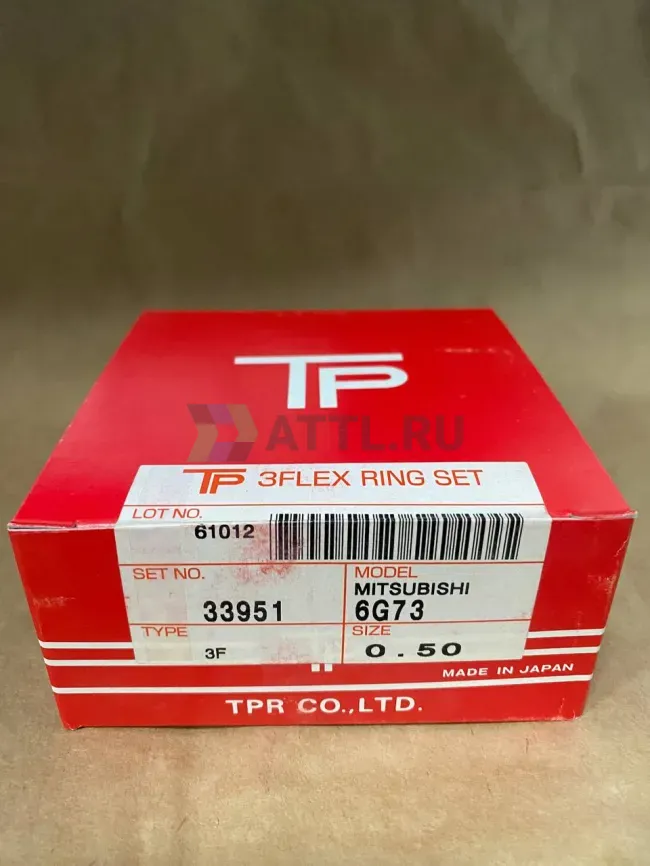 TP
ATTL.RU
TP 3FLEX RING SET
LOT NO.
61012
SET NO.
33951
MODEL
MITSUBISHI
6G73
TYPE
3F
SIZE
0.50
MADE IN JAPAN
TPR CO.,LTD.